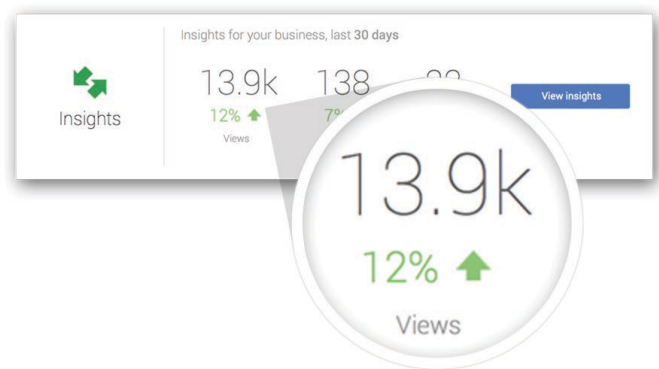 Insights for your business, last 30 days
Insights
13.9k 138
12% 7%
Views
View insights
13.9k
12%
Views